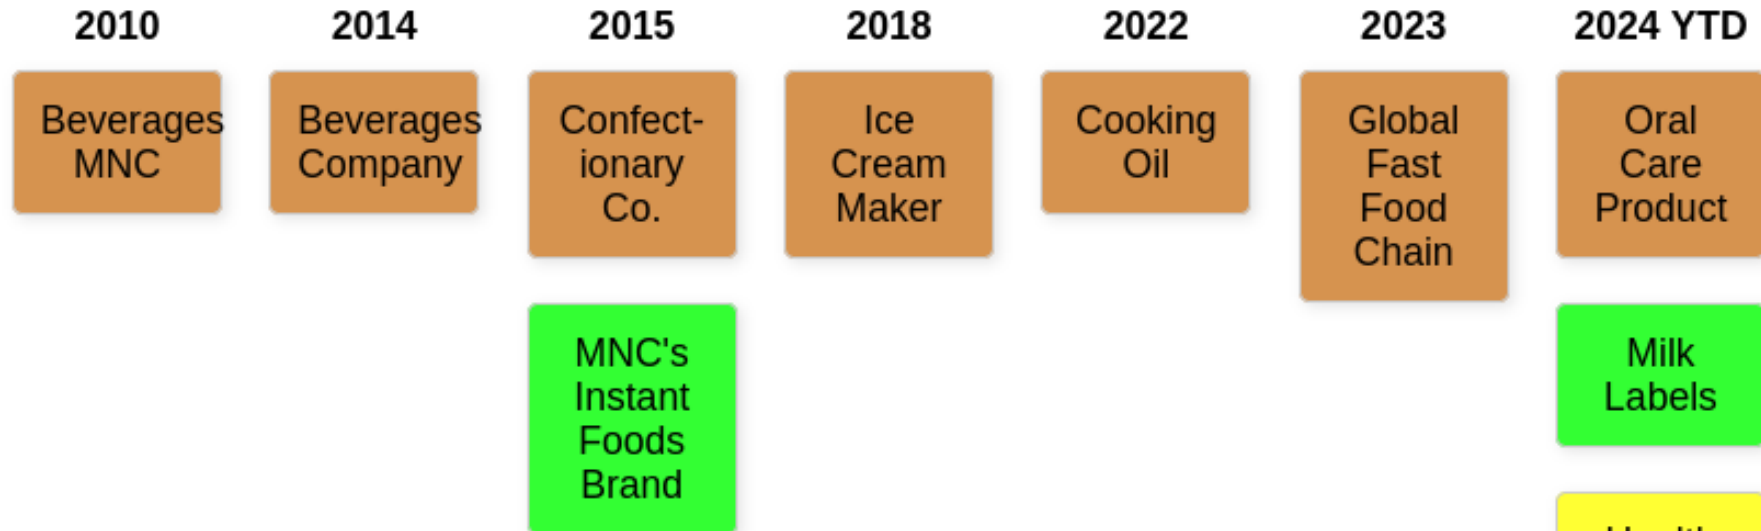 2010
2014
2015
2018
2022
2023
2024 YTD
Beverages
MNC
Beverages
Company
Confect-
ionary
Co.
Ice
Cream
Maker
Cooking
Oil
Global
Fast
Food
Chain
Oral
Care
Product
MNC's
Instant
Foods
Brand
Milk
Labels